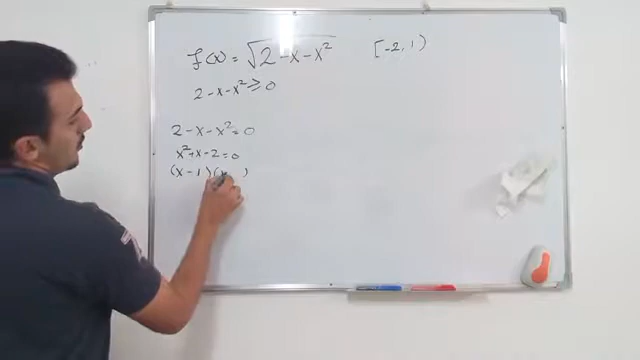 f(x) = √2 - x - x² [-2, 1)
2 - x - x² ≥ 0
2 - x - x² = 0
x² + x - 2 = 0
(x - 1)(x )